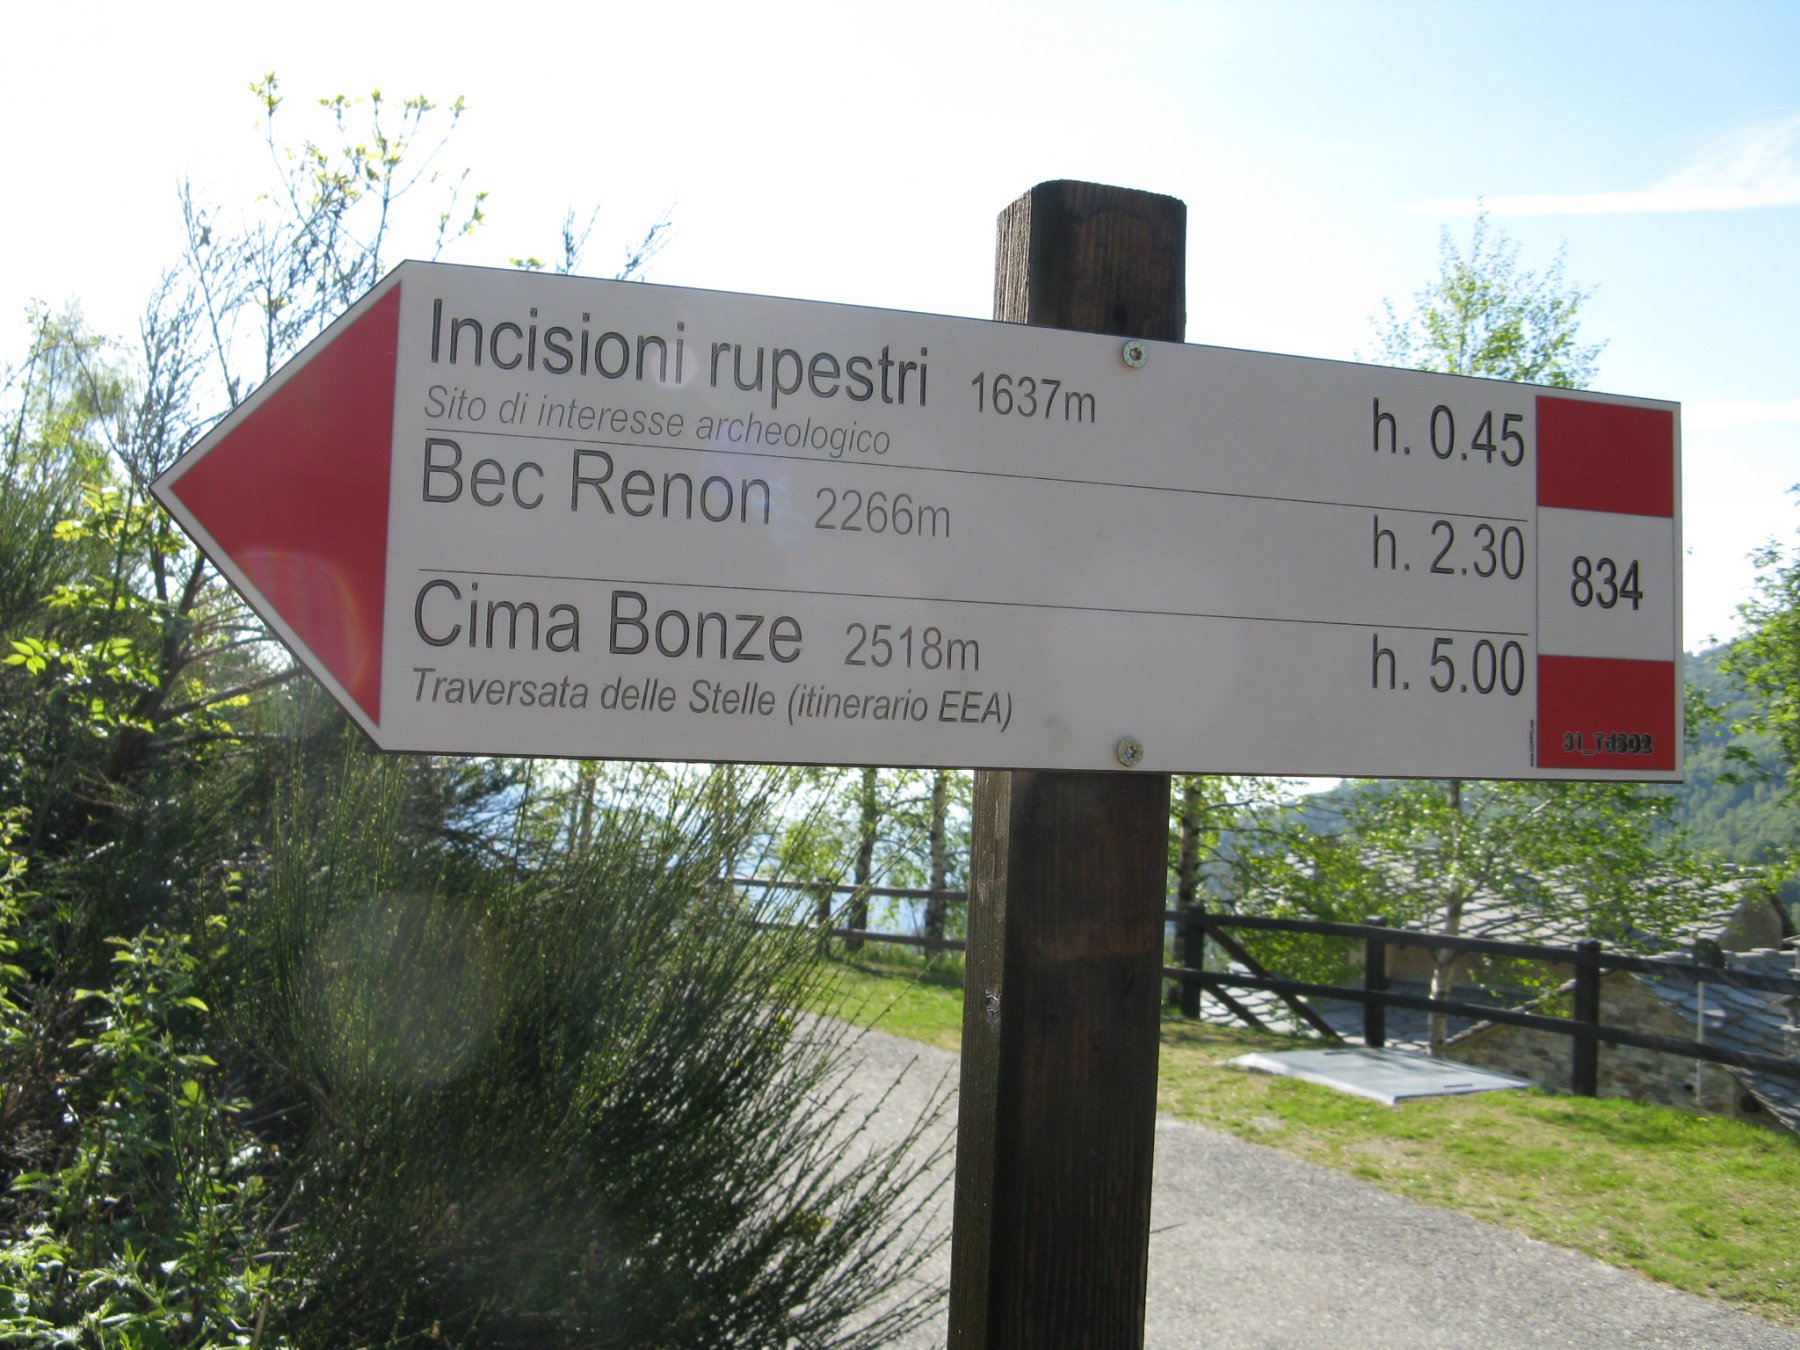 Incisioni rupestri 1637m h. 0.45
Sito di interesse archeologico
Bec Renon 2266m h. 2.30
834
Cima Bonze 2518m h. 5.00
Traversata delle Stelle (itinerario EEA)
31_TdS02